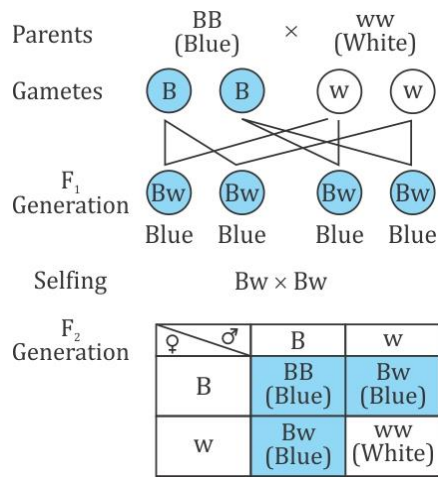 Parents BB × ww
(Blue) (White)
Gametes B B w w
F₁
Generation Bw Bw Bw Bw
Blue Blue Blue Blue
Selfing Bw × Bw
F₂
Generation
♀ ♂ B w
B BB Bw
(Blue) (Blue)
w Bw ww
(Blue) (White)